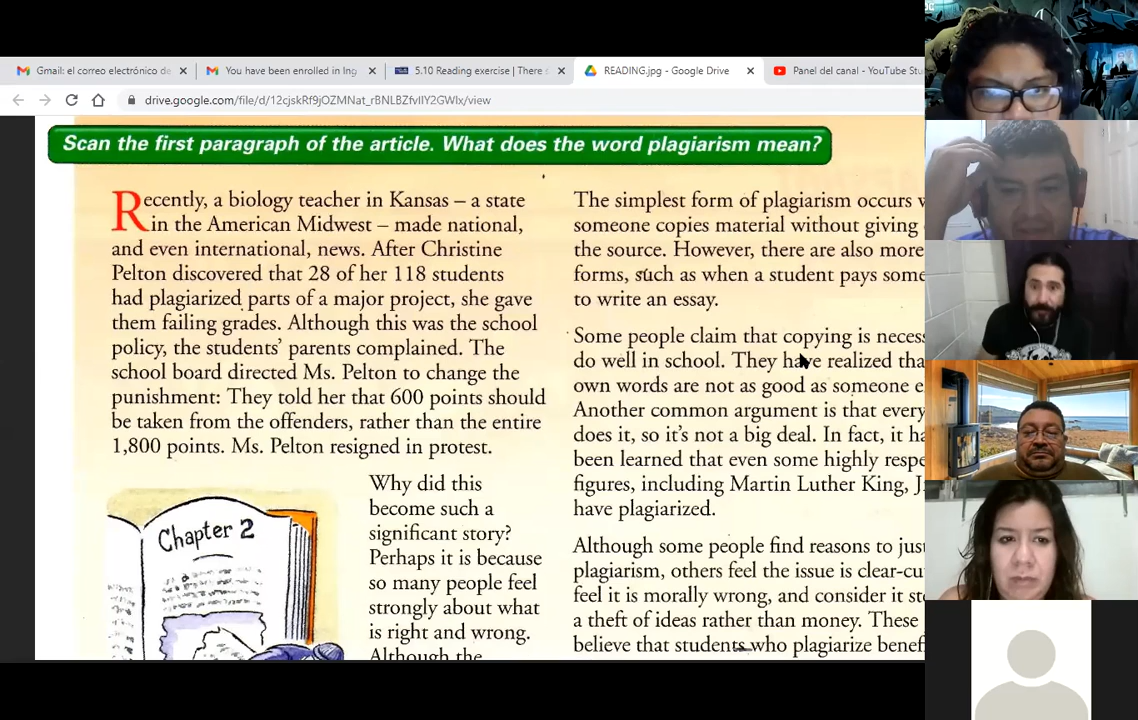 Gmail: el correo electrónico de
You have been enrolled in Ing
5.10 Reading exercise | There
READING.jpg - Google Drive
Panel del canal - YouTube Stu
drive.google.com/file/d/12cjskRf9jOZMNat_rBNLBZfvIIY2GWlx/view
Scan the first paragraph of the article. What does the word plagiarism mean?
Recently, a biology teacher in Kansas – a state
in the American Midwest – made national,
and even international, news. After Christine
Pelton discovered that 28 of her 118 students
had plagiarized parts of a major project, she gave
them failing grades. Although this was the school
policy, the students' parents complained. The
school board directed Ms. Pelton to change the
punishment: They told her that 600 points should
be taken from the offenders, rather than the entire
1,800 points. Ms. Pelton resigned in protest.
Chapter 2
Why did this
become such a
significant story?
Perhaps it is because
so many people feel
strongly about what
is right and wrong.
Although the
The simplest form of plagiarism occurs w
someone copies material without giving
the source. However, there are also more
forms, such as when a student pays some
to write an essay.
Some people claim that copying is necess
do well in school. They have realized tha
own words are not as good as someone e
Another common argument is that every
does it, so it's not a big deal. In fact, it ha
been learned that even some highly respe
figures, including Martin Luther King, J
have plagiarized.
Although some people find reasons to just
plagiarism, others feel the issue is clear-cu
feel it is morally wrong, and consider it ste
a theft of ideas rather than money. These
believe that students who plagiarize benef